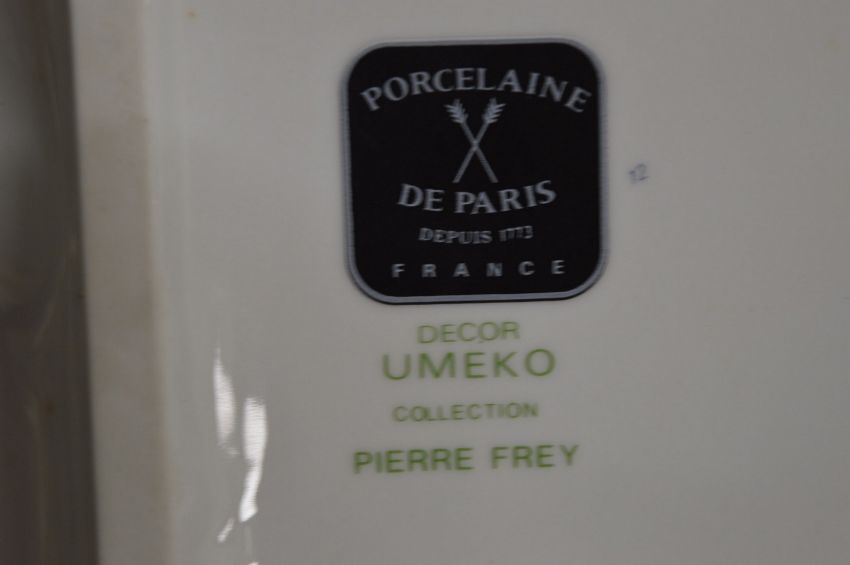 PORCELAINE
DE PARIS
DEPUIS 1773
FRANCE
12
DECOR
UMEKO
COLLECTION
PIERRE FREY